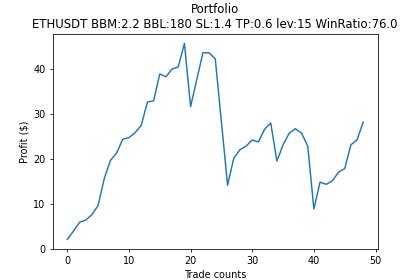 Portfolio
ETHUSDT BBM:2.2 BBL:180 SL:1.4 TP:0.6 lev:15 WinRatio:76.0
Profit ($)
40
30
20
10
0
0 10 20 30 40 50
Trade counts